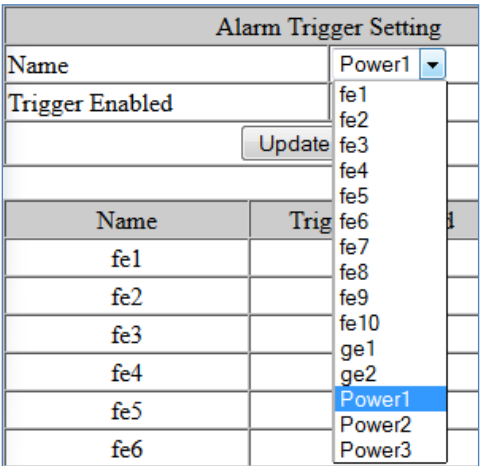 Alarm Trigger Setting
Name Power1
Trigger Enabled
Update
fe1
fe2
fe3
fe4
fe5
fe6
fe7
fe8
fe9
fe10
ge1
ge2
Power1
Power2
Power3
Name
fe1
fe2
fe3
fe4
fe5
fe6